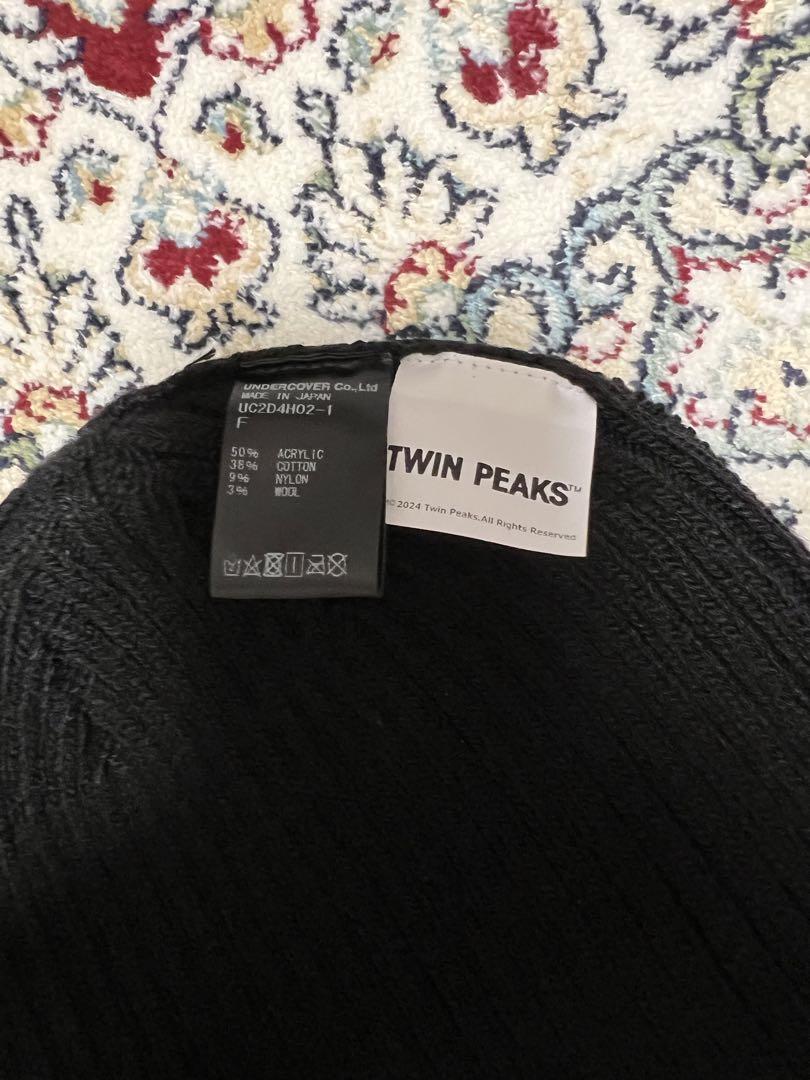 UNDERCOVER Co.,Ltd
MADE IN JAPAN
UC2D4H02-1
F
50% ACRYLIC
38% COTTON
9% NYLON
3% WOOL
TWIN PEAKS™
©2024 Twin Peaks.All Rights Reserved